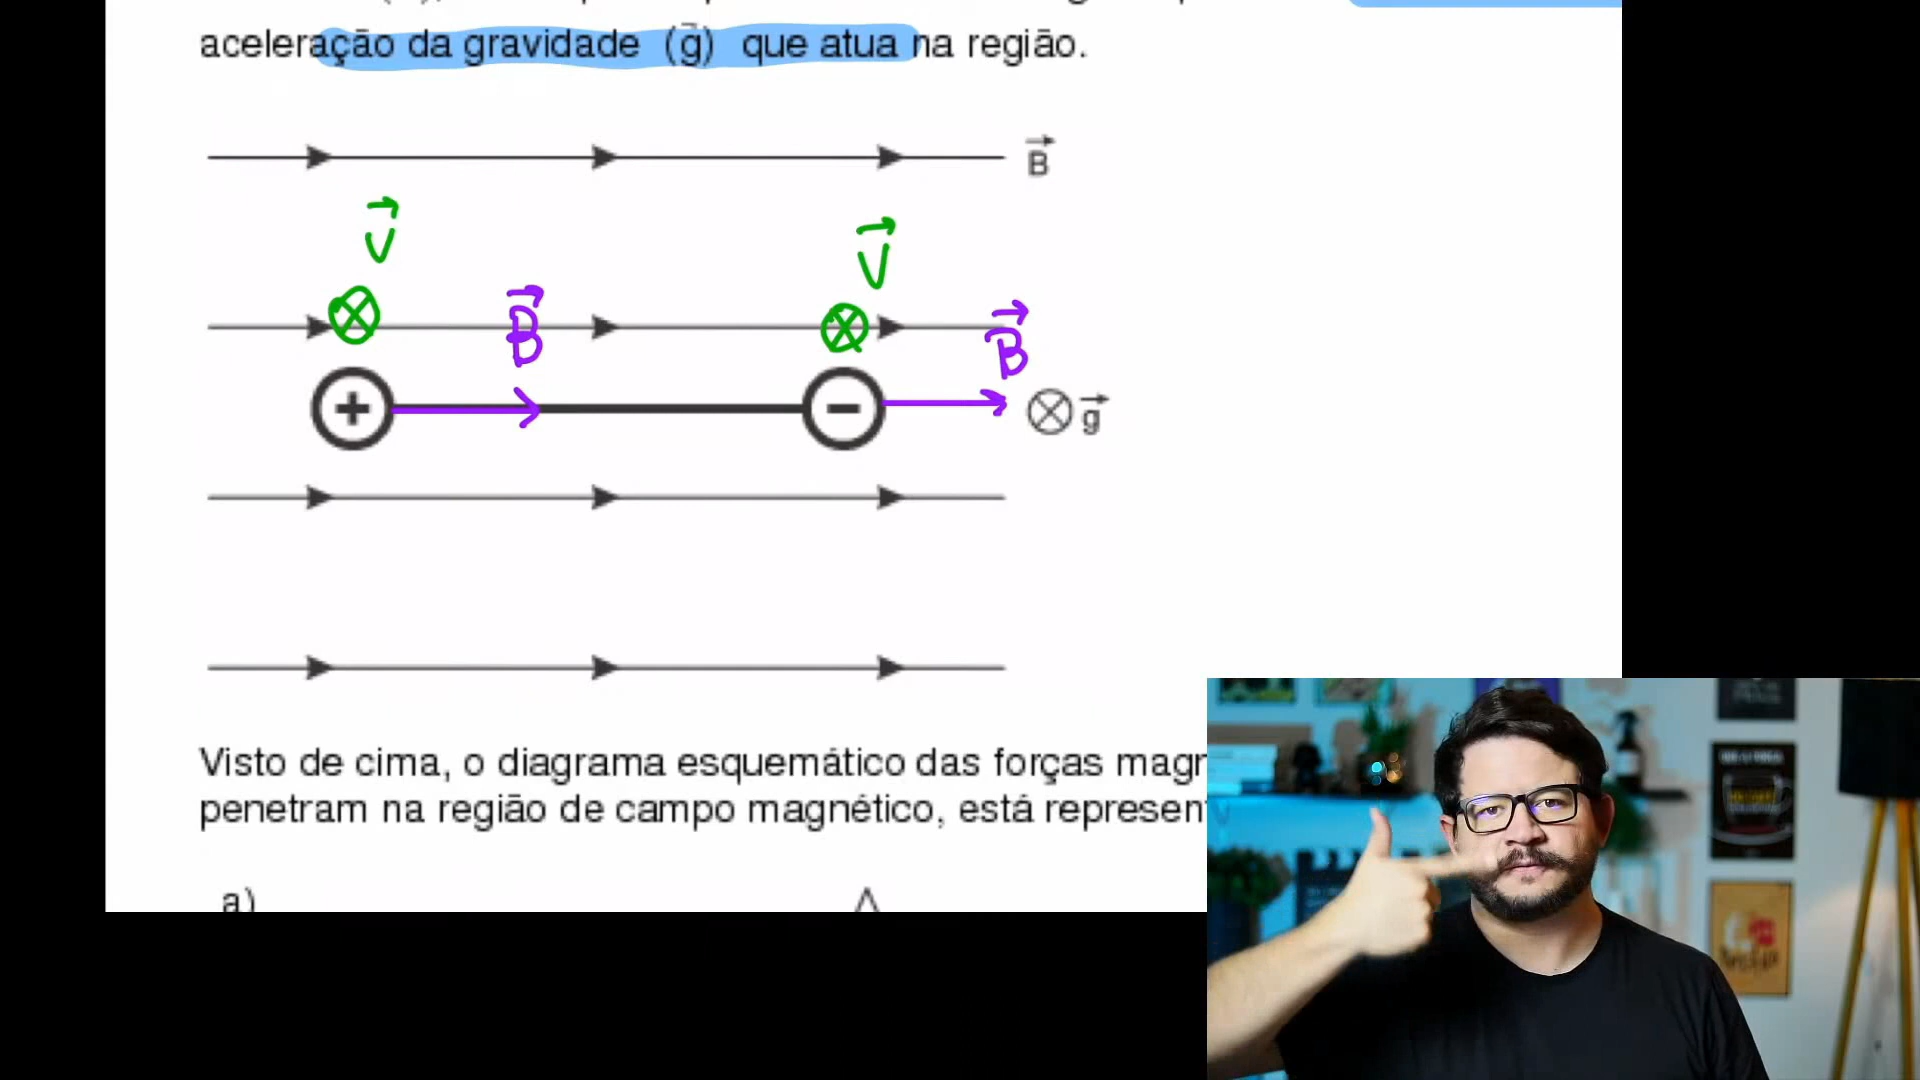 aceleração da gravidade (g) que atua na região.
B
V
V
B
B
+
−
g
Visto de cima, o diagrama esquemático das forças magn
penetram na região de campo magnético, está represen
a)